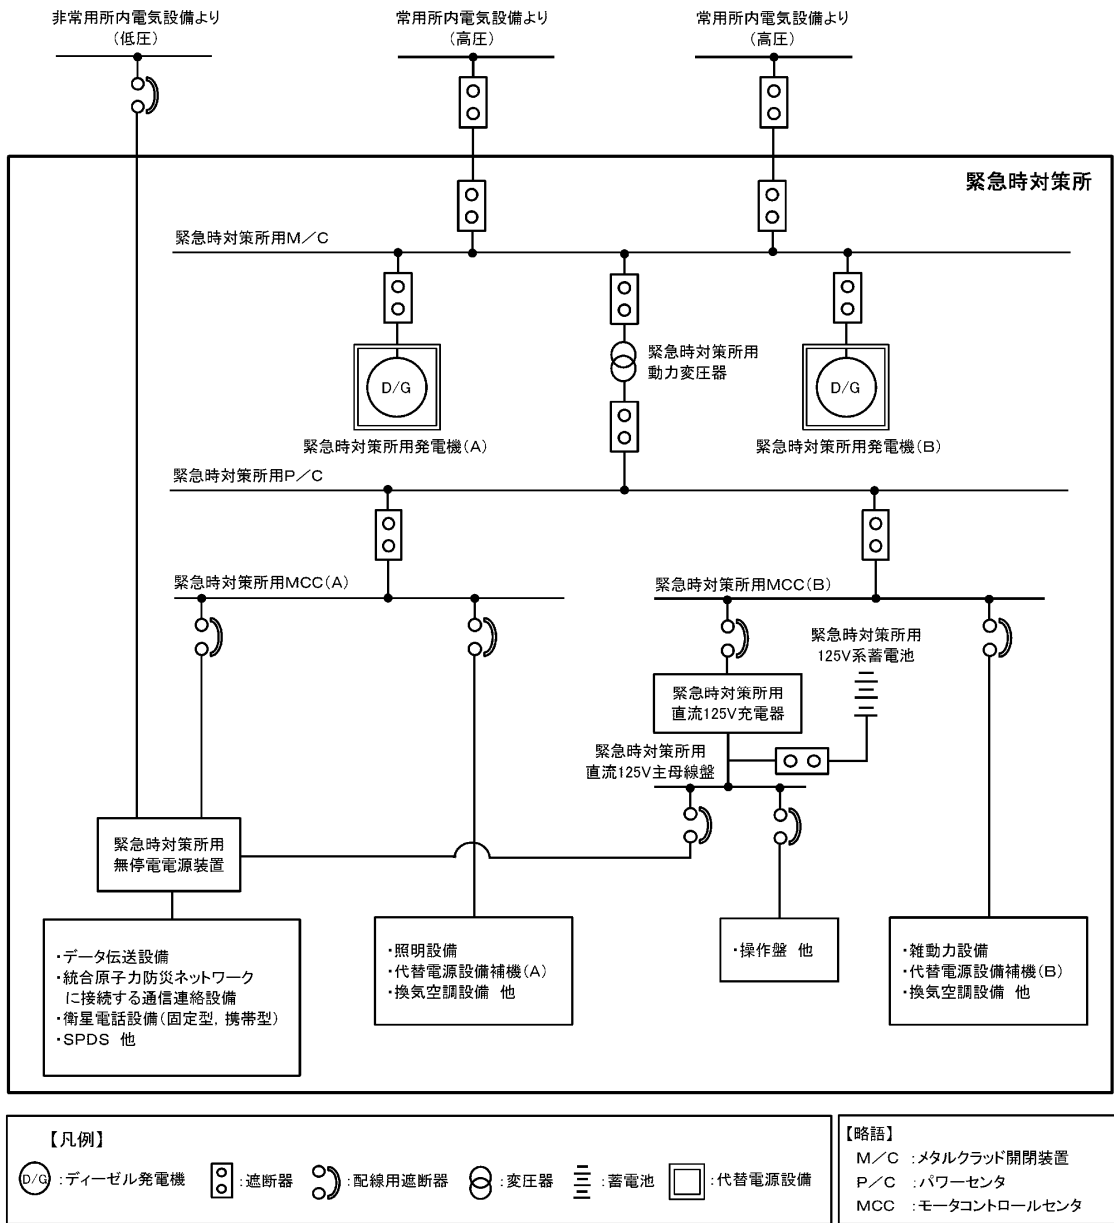 非常用所内電気設備より
（低圧）
常用所内電気設備より
（高圧）
常用所内電気設備より
（高圧）
緊急時対策所
緊急時対策所用M／C
緊急時対策所用
動力変圧器
D/G
D/G
緊急時対策所用発電機（A）
緊急時対策所用発電機（B）
緊急時対策所用P／C
緊急時対策所用MCC（A）
緊急時対策所用MCC（B）
緊急時対策所用
125V系蓄電池
緊急時対策所用
直流125V充電器
緊急時対策所用
直流125V主母線盤
緊急時対策所用
無停電電源装置
・データ伝送設備
・統合原子力防災ネットワーク
に接続する通信連絡設備
・衛星電話設備（固定型，携帯型）
・SPDS 他
・照明設備
・代替電源設備補機（A）
・換気空調設備 他
・操作盤 他
・雑動力設備
・代替電源設備補機（B）
・換気空調設備 他
【凡例】
D/G ：ディーゼル発電機
：遮断器
：配線用遮断器
：変圧器
：蓄電池
：代替電源設備
【略語】
M／C ：メタルクラッド開閉装置
P／C ：パワーセンタ
MCC ：モータコントロールセンタ